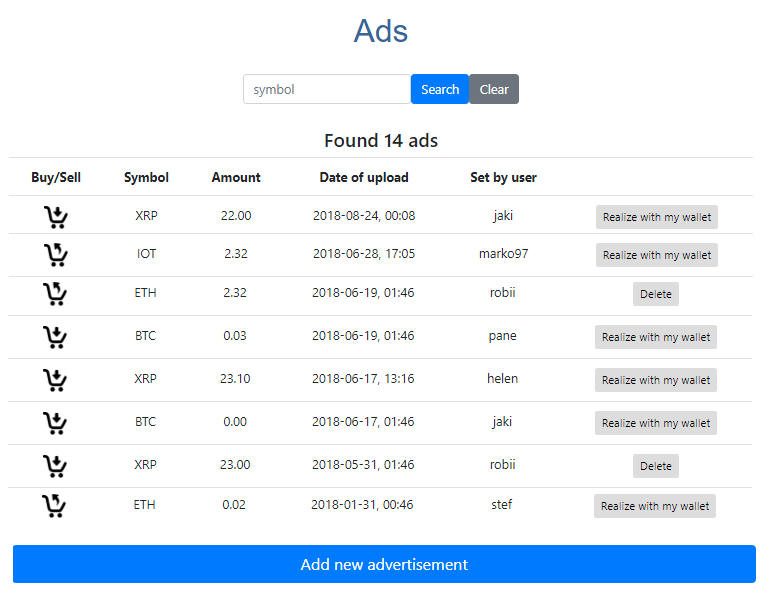 Ads
symbol Search Clear
Found 14 ads
Buy/Sell Symbol Amount Date of upload Set by user
XRP 22.00 2018-08-24, 00:08 jaki Realize with my wallet
IOT 2.32 2018-06-28, 17:05 marko97 Realize with my wallet
ETH 2.32 2018-06-19, 01:46 robii Delete
BTC 0.03 2018-06-19, 01:46 pane Realize with my wallet
XRP 23.10 2018-06-17, 13:16 helen Realize with my wallet
BTC 0.00 2018-06-17, 01:46 jaki Realize with my wallet
XRP 23.00 2018-05-31, 01:46 robii Delete
ETH 0.02 2018-01-31, 00:46 stef Realize with my wallet
Add new advertisement